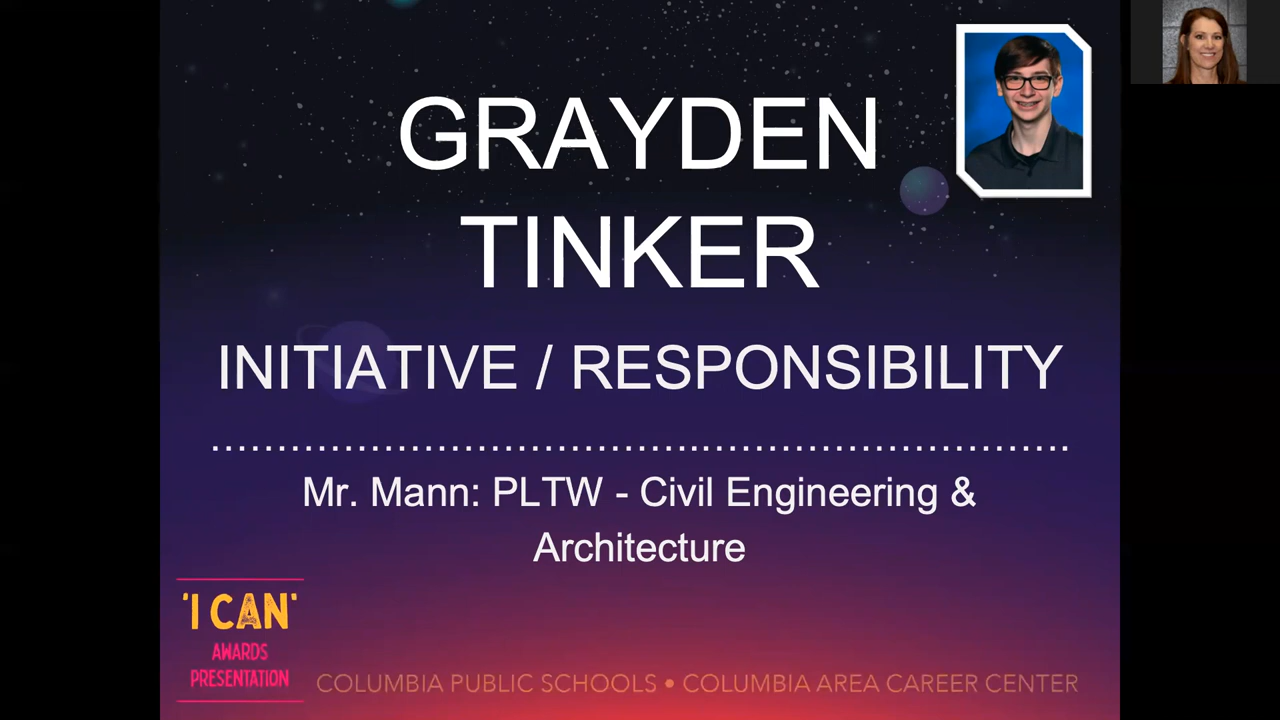 GRAYDEN
TINKER
INITIATIVE / RESPONSIBILITY
Mr. Mann: PLTW - Civil Engineering &
Architecture
'I CAN'
AWARDS
PRESENTATION
COLUMBIA PUBLIC SCHOOLS • COLUMBIA AREA CAREER CENTER